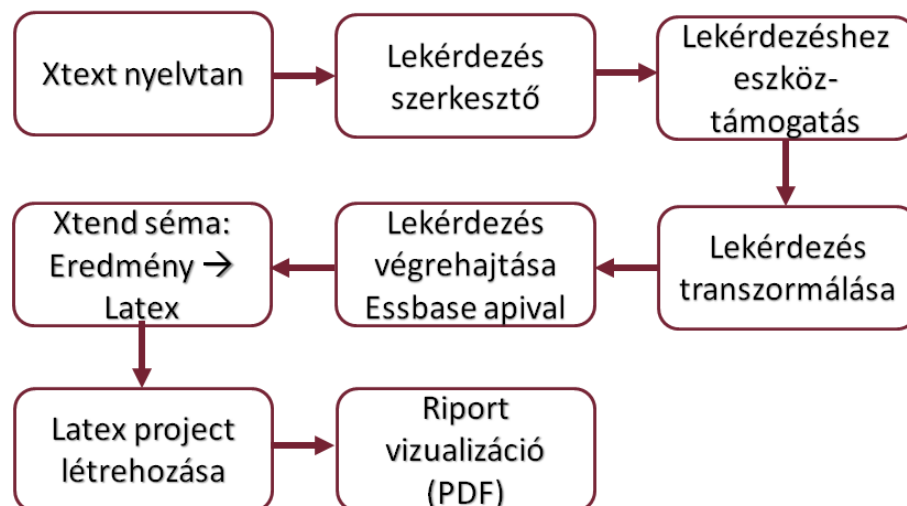 Xtext nyelvtan
Lekérdezés
szerkesztő
Lekérdezéshez
eszköz-
támogatás
Xtend séma:
Eredmény →
Latex
Lekérdezés
végrehajtása
Essbase apival
Lekérdezés
transzormálása
Latex project
létrehozása
Riport
vizualizáció
(PDF)